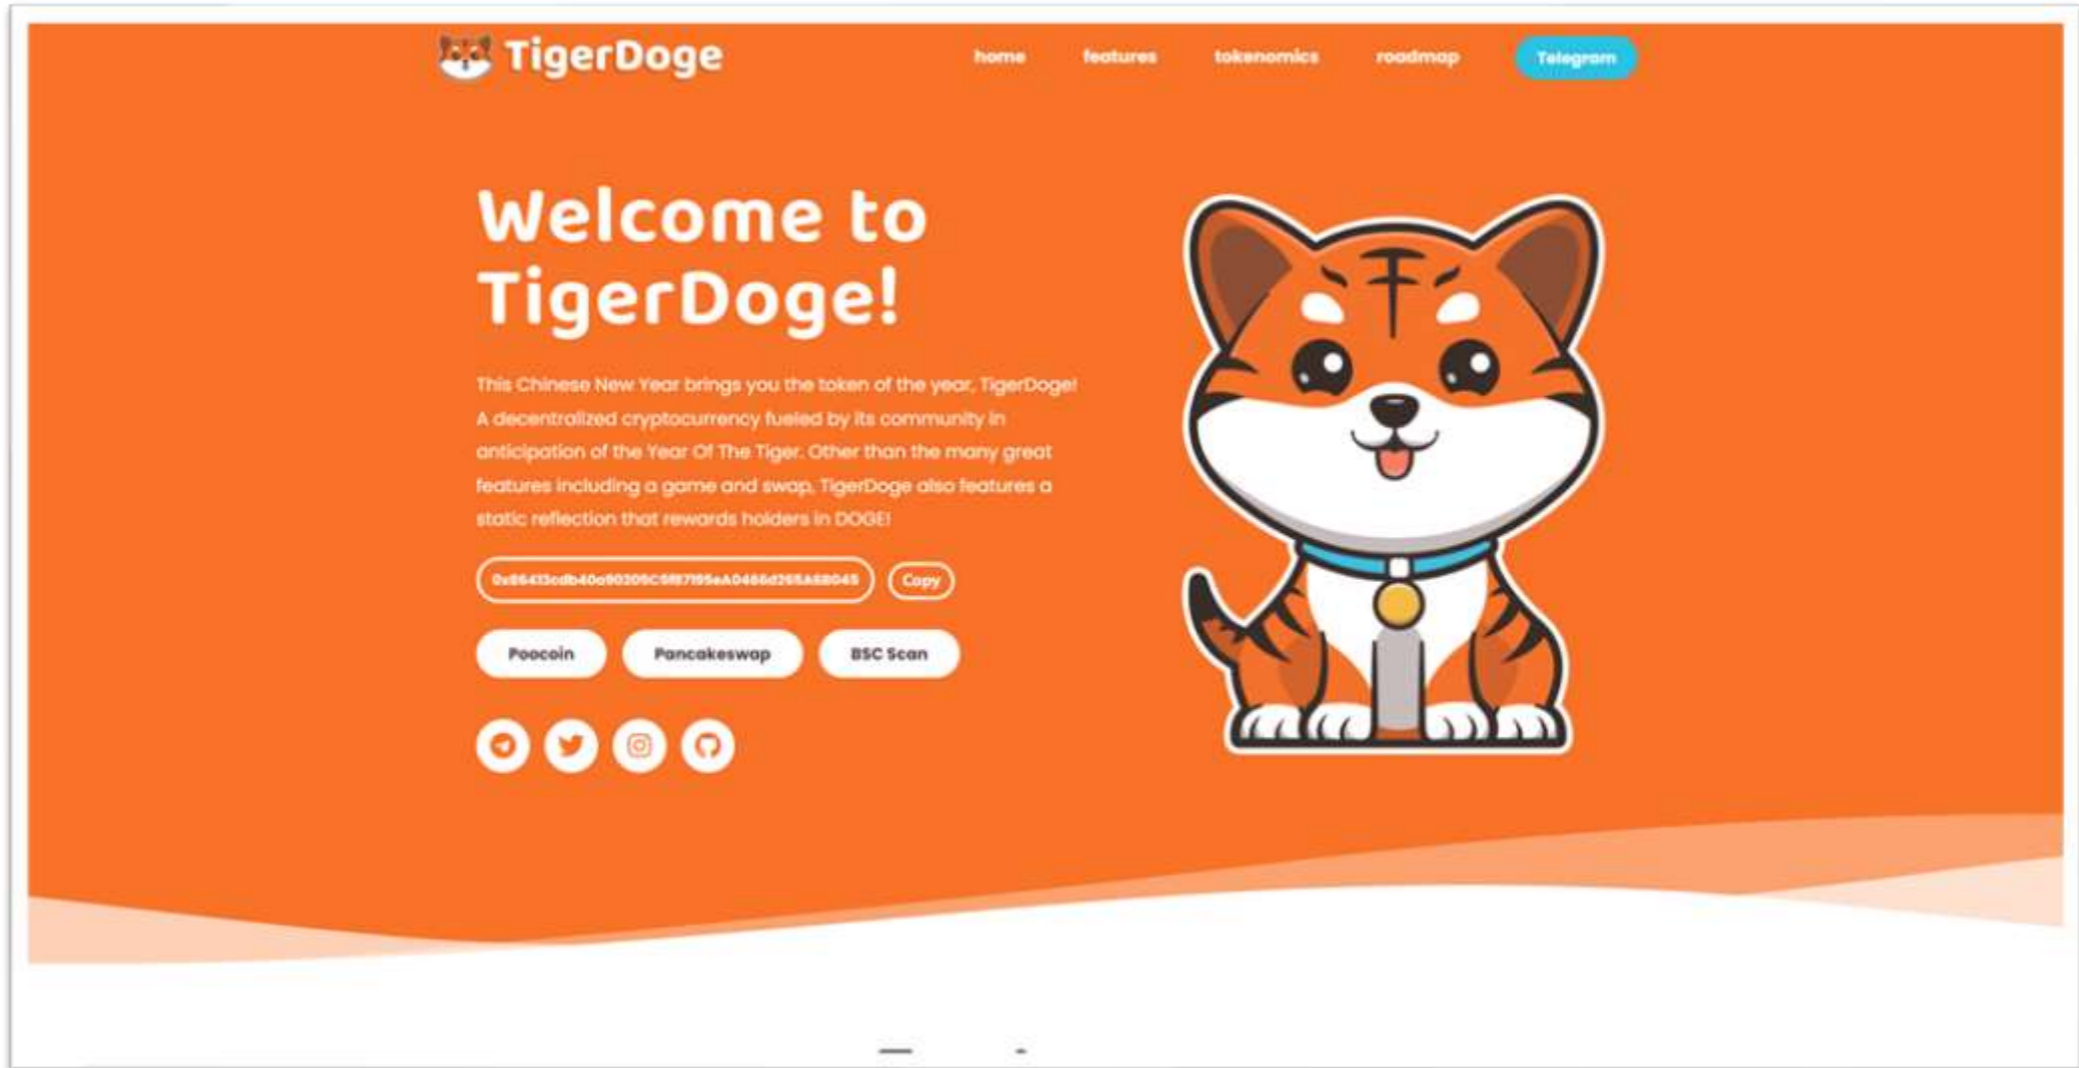 TigerDoge
home features tokenomics roadmap Telegram
Welcome to
TigerDoge!
This Chinese New Year brings you the token of the year, TigerDoge!
A decentralized cryptocurrency fueled by its community in
anticipation of the Year Of The Tiger. Other than the many great
features including a game and swap, TigerDoge also features a
static reflection that rewards holders in DOGE!
Copy
Poocoin Pancakeswap BSC Scan